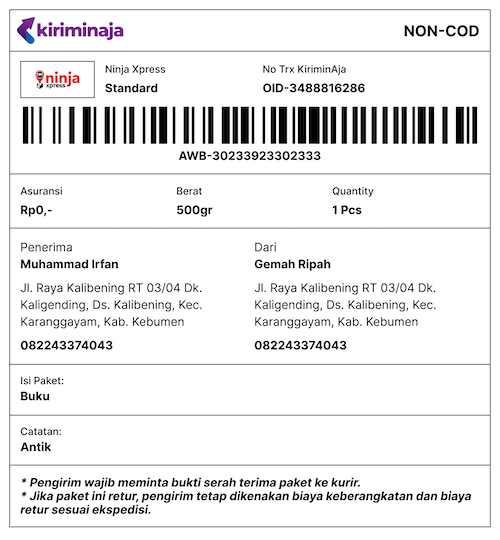 kiriminaja
NON-COD
ninja
xpress
Ninja Xpress
Standard
No Trx KiriminAja
OID-3488816286
AWB-30233923302333
Asuransi
Rp0,-
Berat
500gr
Quantity
1 Pcs
Penerima
Muhammad Irfan
Jl. Raya Kalibening RT 03/04 Dk.
Kaligending, Ds. Kalibening, Kec.
Karanggayam, Kab. Kebumen
082243374043
Dari
Gemah Ripah
Jl. Raya Kalibening RT 03/04 Dk.
Kaligending, Ds. Kalibening, Kec.
Karanggayam, Kab. Kebumen
082243374043
Isi Paket:
Buku
Catatan:
Antik
* Pengirim wajib meminta bukti serah terima paket ke kurir.
* Jika paket ini retur, pengirim tetap dikenakan biaya keberangkatan dan biaya
retur sesuai ekspedisi.